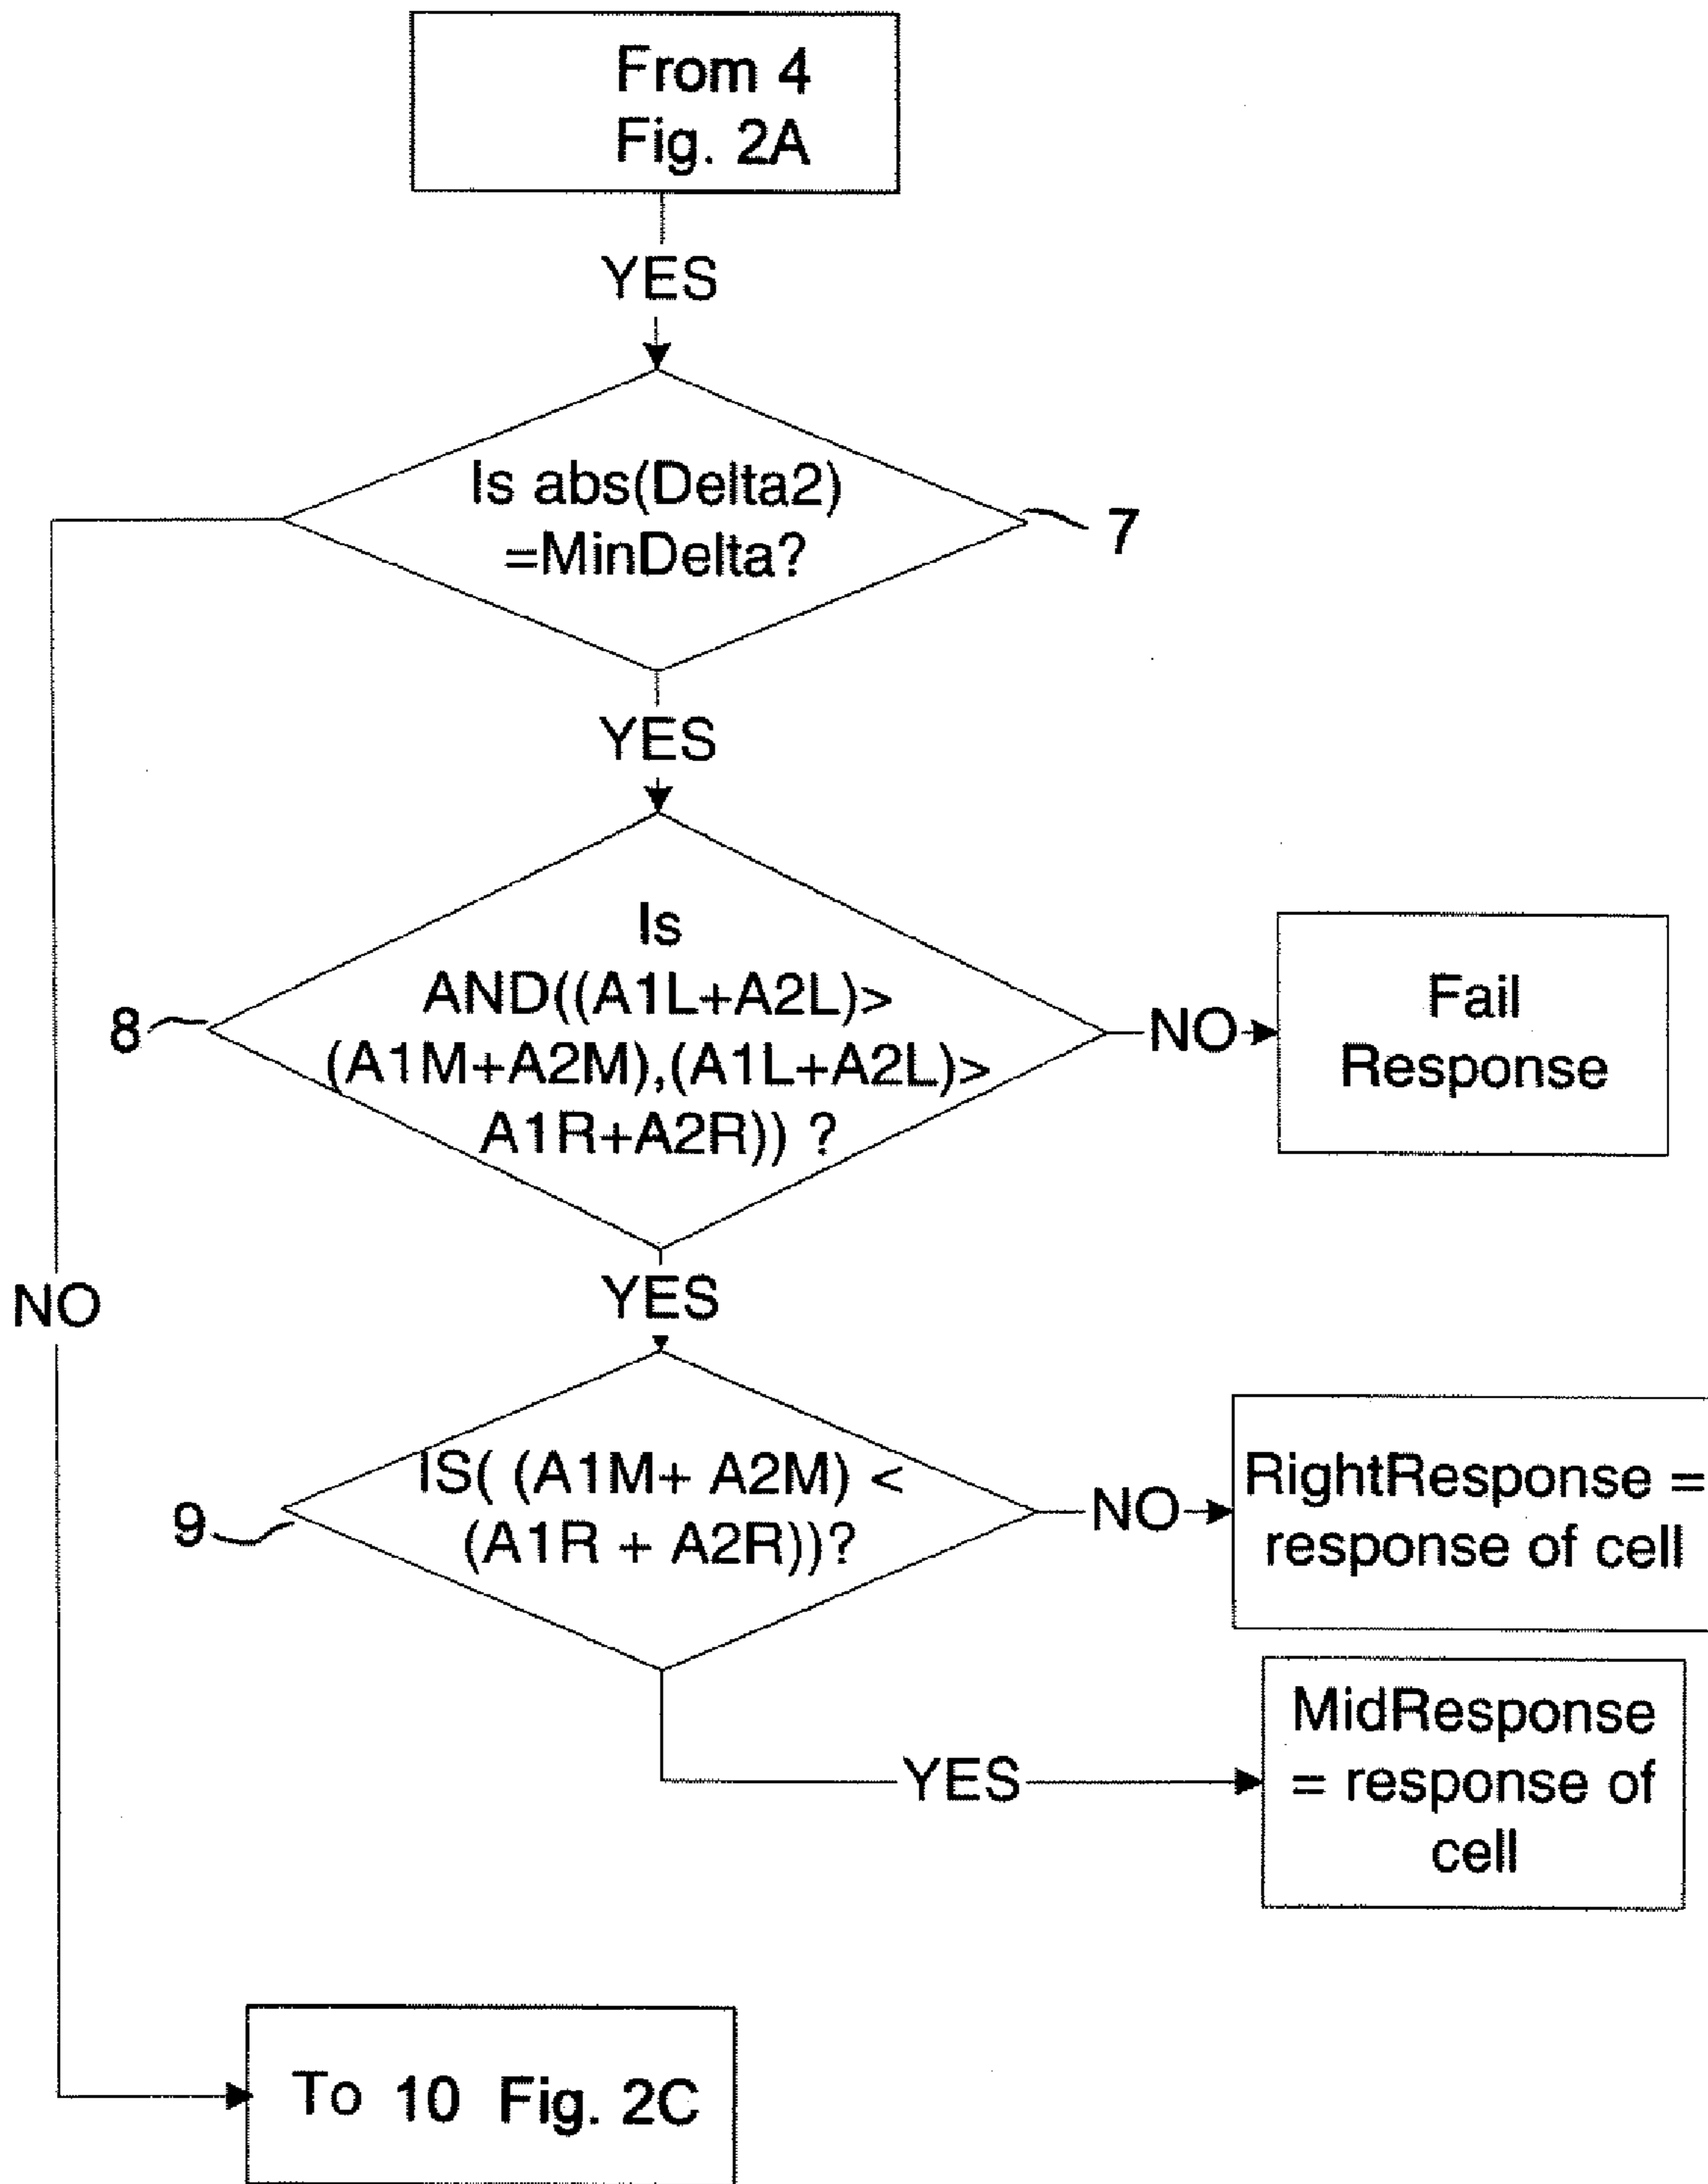 From 4
Fig. 2A
YES
Is abs(Delta2)
=MinDelta?
7
YES
Is
AND((A1L+A2L)>
(A1M+A2M),(A1L+A2L)>
A1R+A2R)) ?
8
NO
Fail
Response
YES
NO
IS( (A1M+ A2M) <
(A1R + A2R))?
9
NO
RightResponse =
response of cell
YES
MidResponse
= response of
cell
To 10 Fig. 2C